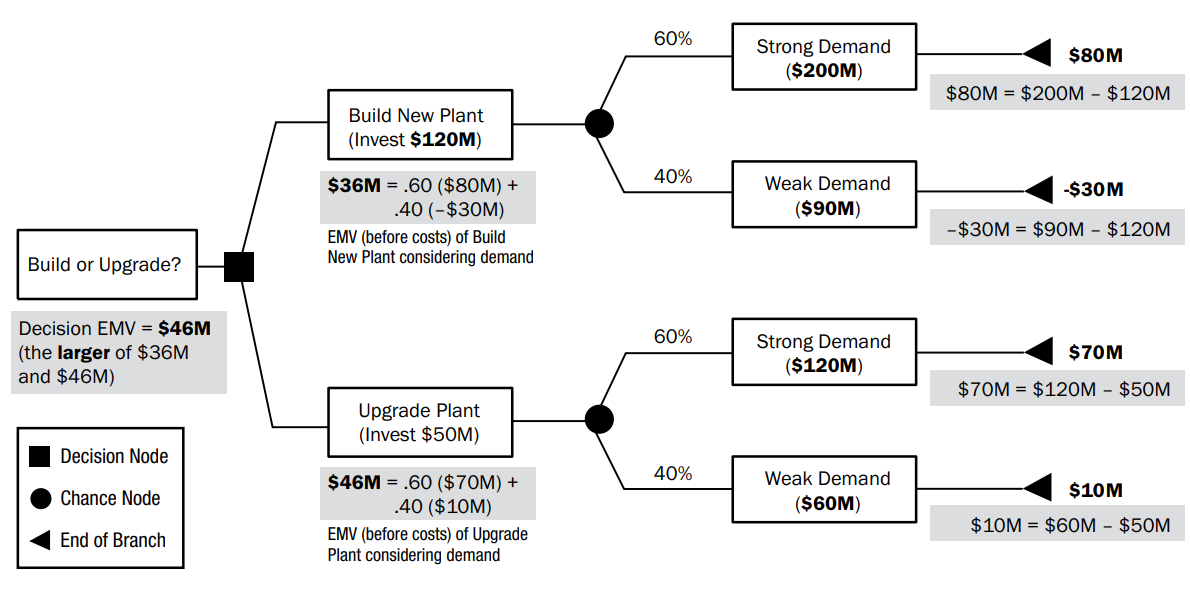 Build or Upgrade?
Decision EMV = $46M
(the larger of $36M
and $46M)
Decision Node
Chance Node
End of Branch
Build New Plant
(Invest $120M)
$36M = .60 ($80M) +
.40 (–$30M)
EMV (before costs) of Build
New Plant considering demand
60%
Strong Demand
($200M)
$80M
$80M = $200M – $120M
40%
Weak Demand
($90M)
-$30M
–$30M = $90M – $120M
Upgrade Plant
(Invest $50M)
$46M = .60 ($70M) +
.40 ($10M)
EMV (before costs) of Upgrade
Plant considering demand
60%
Strong Demand
($120M)
$70M
$70M = $120M – $50M
40%
Weak Demand
($60M)
$10M
$10M = $60M – $50M